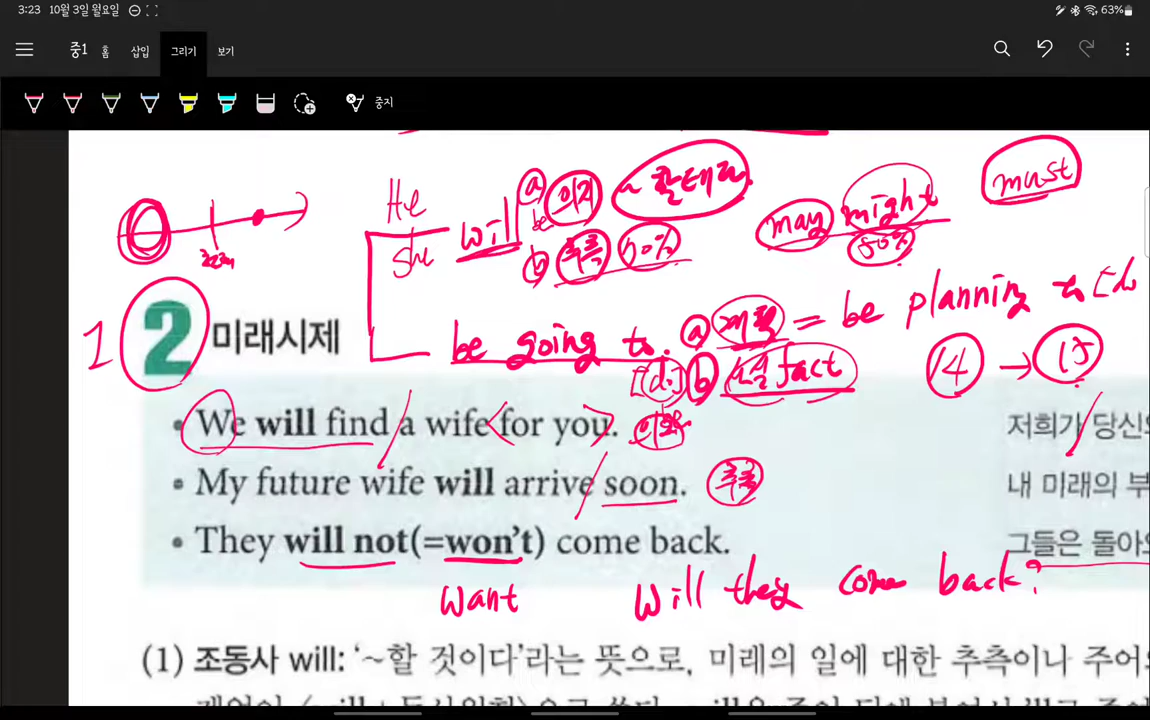 3:23 10월 3일 월요일 63%
중1 홈 삽입 그리기 보기
중지
He
She
will
ⓐ 의지 ~할테다.
be
ⓑ 추측
may might
50%
must
be going to [do]
ⓐ 계획 = be planning to [do
ⓑ fact
14 → 15
1
2 미래시제
• We will find a wife for you. 저희가 당신
• My future wife will arrive soon. 추측 내 미래의 부
• They will not(=won't) come back. 그들은 돌아
want Will they come back?
(1) 조동사 will: '~할 것이다'라는 뜻으로, 미래의 일에 대한 추측이나 주어